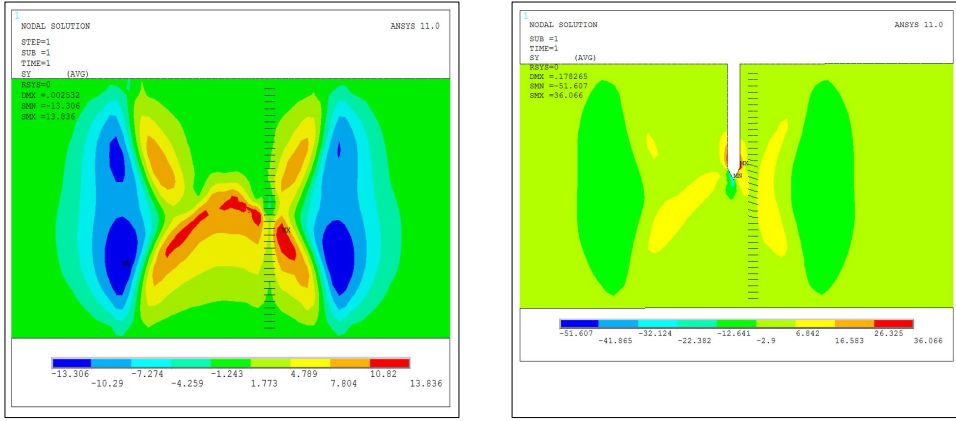 1
NODAL SOLUTION
ANSYS 11.0
STEP=1
SUB =1
TIME=1
SY (AVG)
RSYS=0
DMX =.002532
SMN =-13.306
SMX =13.836
MX
-13.306 -7.274 -1.243 4.789 10.82
-10.29 -4.259 1.773 7.804 13.836
1
NODAL SOLUTION
ANSYS 11.0
SUB =1
TIME=1
SY (AVG)
RSYS=0
DMX =.178265
SMN =-51.607
SMX =36.066
MX
MN
-51.607 -32.124 -12.641 6.842 26.325
-41.865 -22.382 -2.9 16.583 36.066